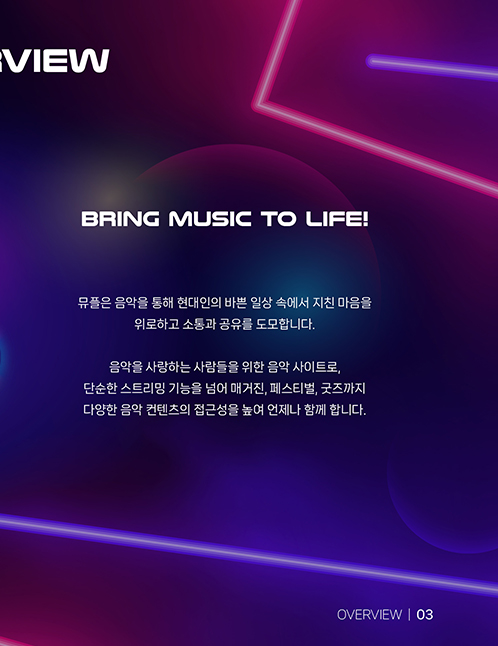 RVIEW
BRING MUSIC TO LIFE!
뮤플은 음악을 통해 현대인의 바쁜 일상 속에서 지친 마음을
위로하고 소통과 공유를 도모합니다.
음악을 사랑하는 사람들을 위한 음악 사이트로,
단순한 스트리밍 기능을 넘어 매거진, 페스티벌, 굿즈까지
다양한 음악 컨텐츠의 접근성을 높여 언제나 함께 합니다.
OVERVIEW | 03